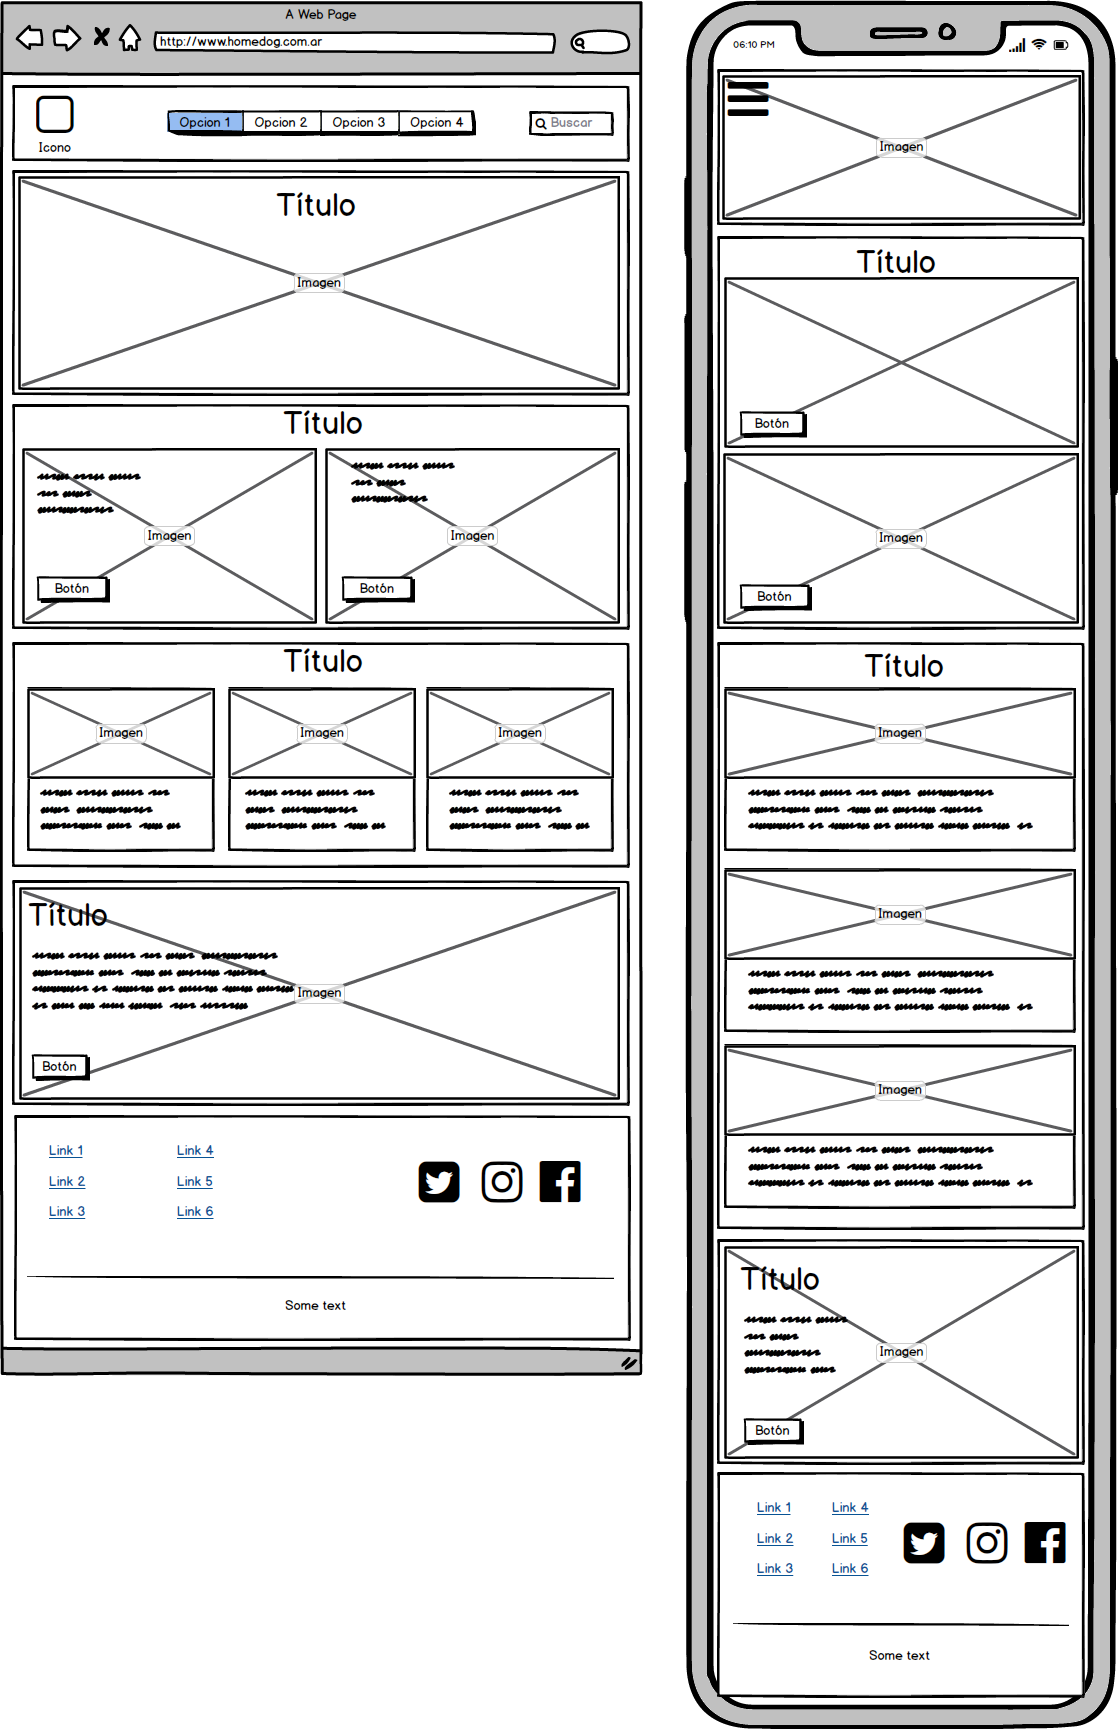 A Web Page
http://www.homedog.com.ar
Icono
Opcion 1 Opcion 2 Opcion 3 Opcion 4
Buscar
Título
Imagen
Título
Imagen
Botón
Imagen
Botón
Título
Imagen
Imagen
Imagen
Título
Imagen
Botón
Link 1
Link 2
Link 3
Link 4
Link 5
Link 6
Some text
06:10 PM
Imagen
Título
Botón
Imagen
Botón
Título
Imagen
Imagen
Imagen
Título
Imagen
Botón
Link 1
Link 2
Link 3
Link 4
Link 5
Link 6
Some text